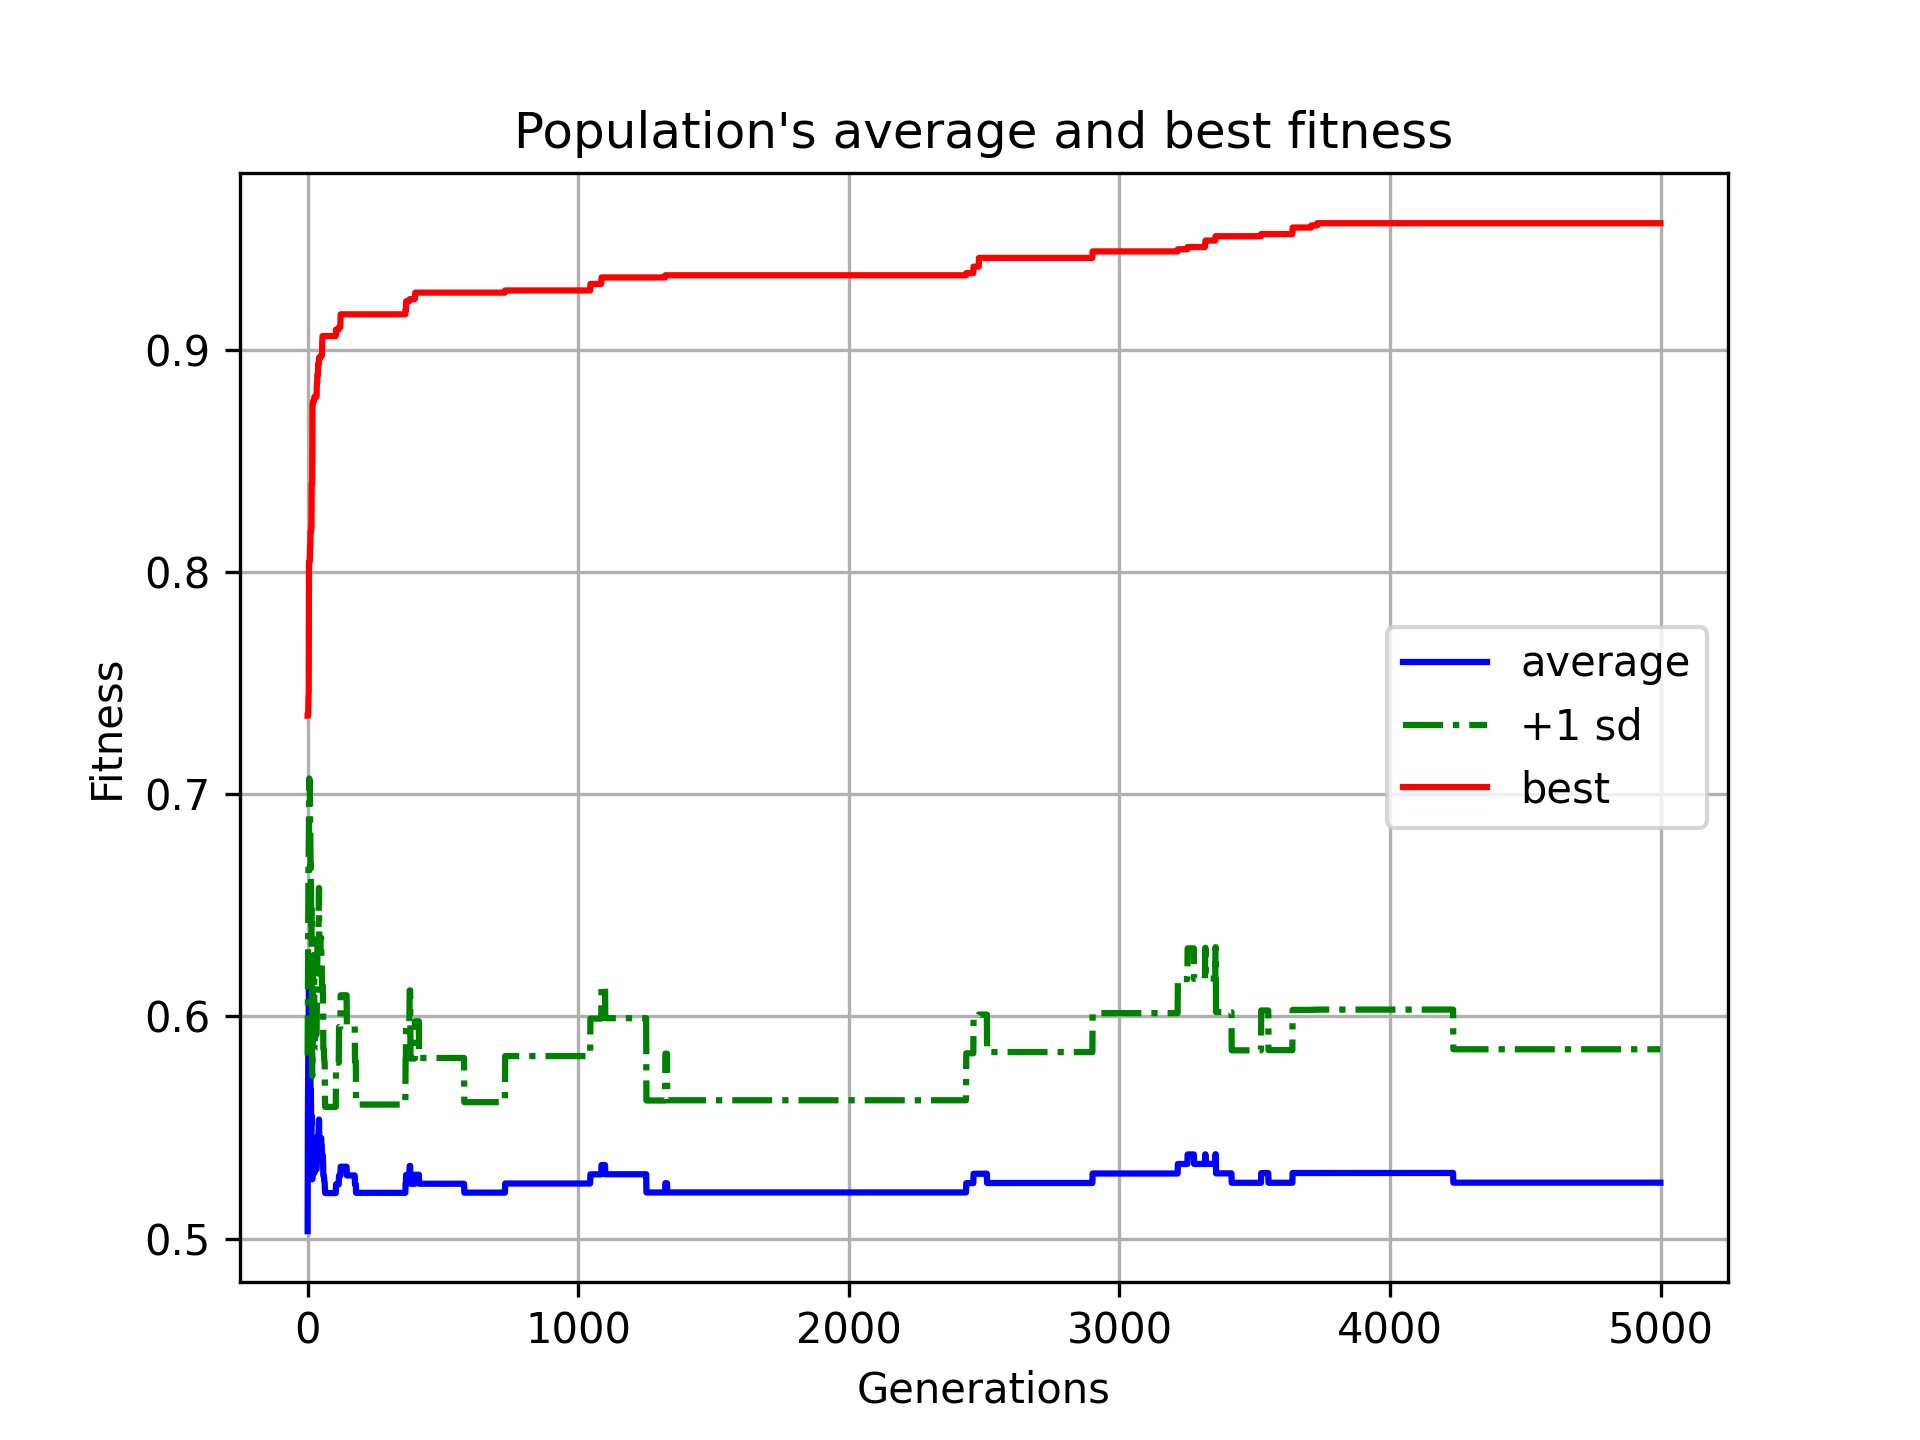 Population's average and best fitness
Fitness
0.9
0.8
0.7
0.6
0.5
average
+1 sd
best
0 1000 2000 3000 4000 5000
Generations